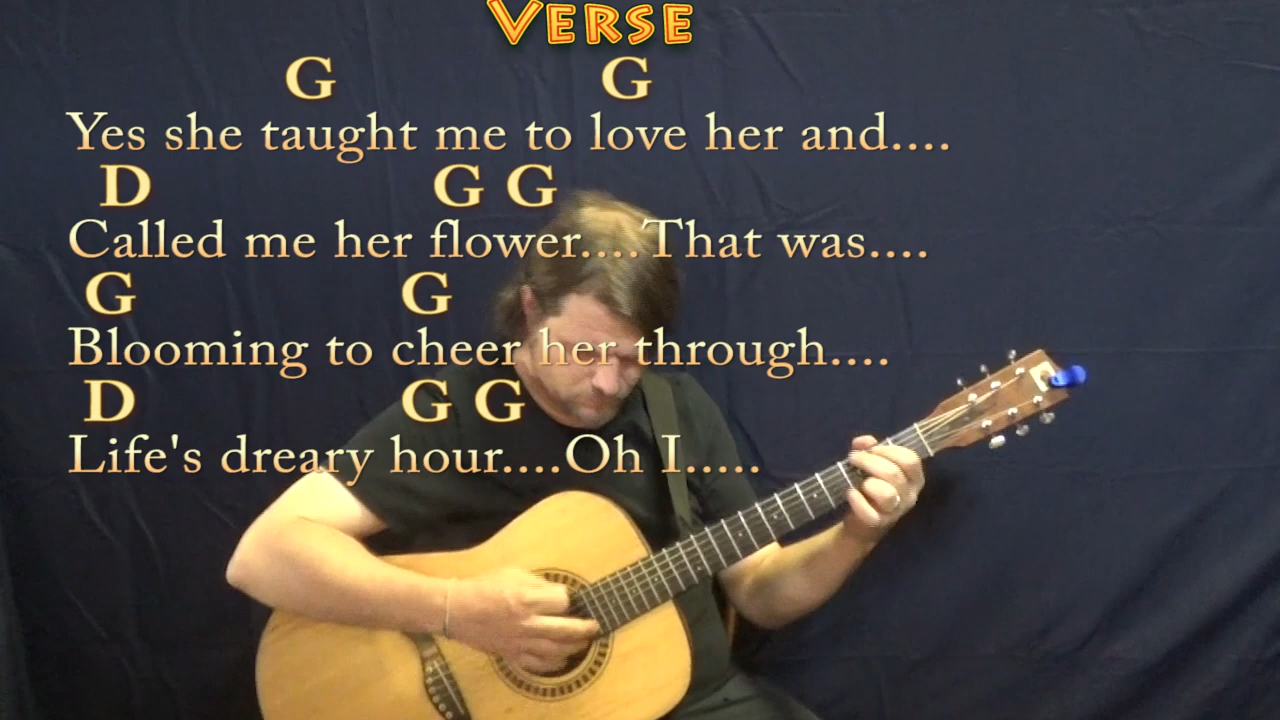 VERSE
G G
Yes she taught me to love her and....
D G G
Called me her flower....That was....
G G
Blooming to cheer her through....
D G G
Life's dreary hour....Oh I.....